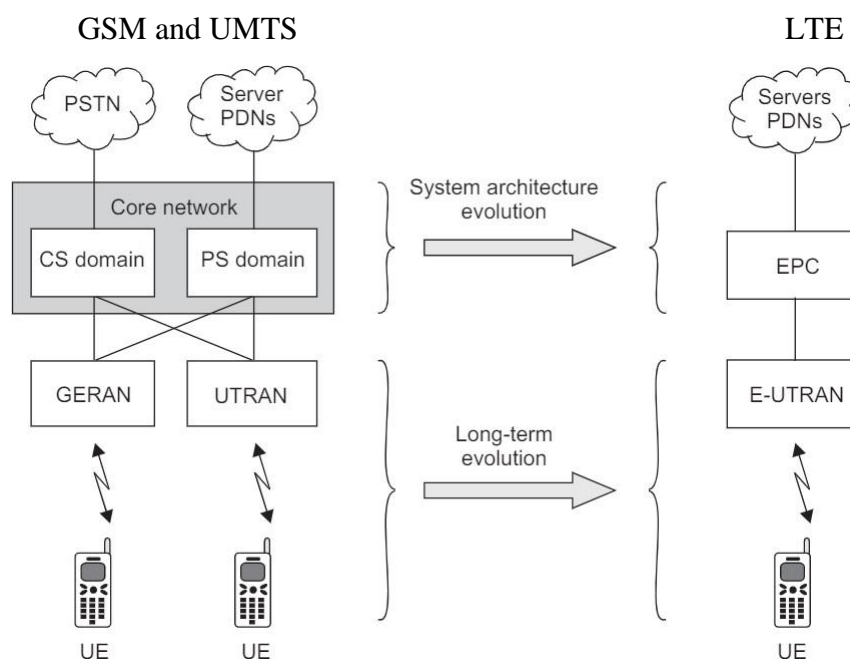 GSM and UMTS
LTE
PSTN
Server
PDNs
Servers
PDNs
Core network
System architecture
evolution
CS domain
PS domain
EPC
GERAN
UTRAN
E-UTRAN
Long-term
evolution
UE
UE
UE